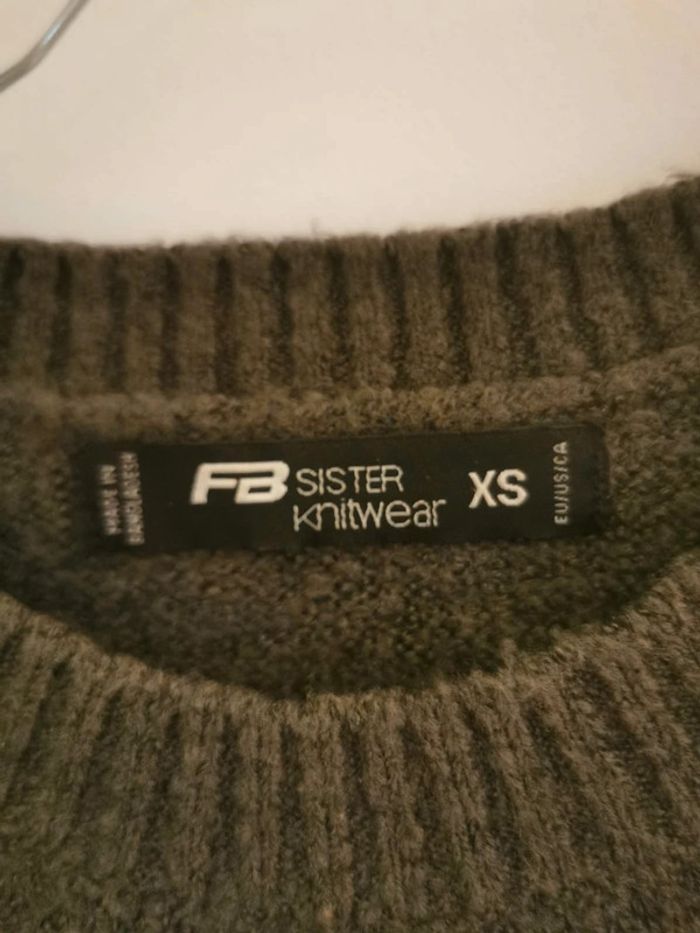 MADE IN
BANGLADESH
FB SISTER
knitwear
XS
EU/US/CA